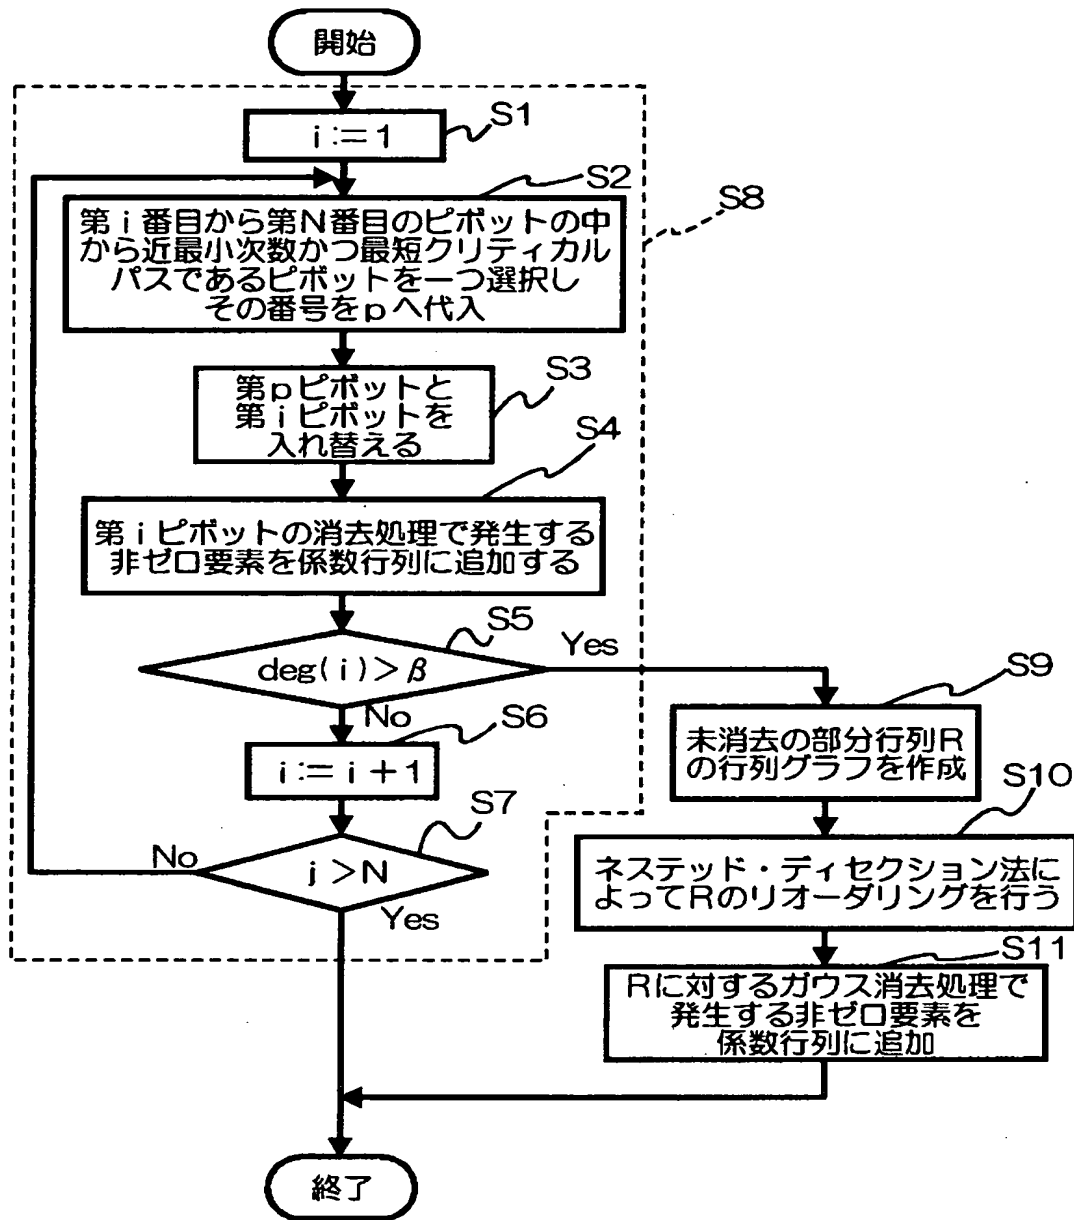 開始
S1
i:=1
S2
第i番目から第N番目のピボットの中
から近最小次数かつ最短クリティカル
パスであるピボットを一つ選択し
その番号をpへ代入
S8
S3
第pピボットと
第iピボットを
入れ替える
S4
第iピボットの消去処理で発生する
非ゼロ要素を係数行列に追加する
S5
deg(i)>β
Yes
No
S6
i:=i+1
S7
j>N
No
Yes
S9
未消去の部分行列R
の行列グラフを作成
S10
ネステッド・ディセクション法に
よってRのリオーダリングを行う
S11
Rに対するガウス消去処理で
発生する非ゼロ要素を
係数行列に追加
終了